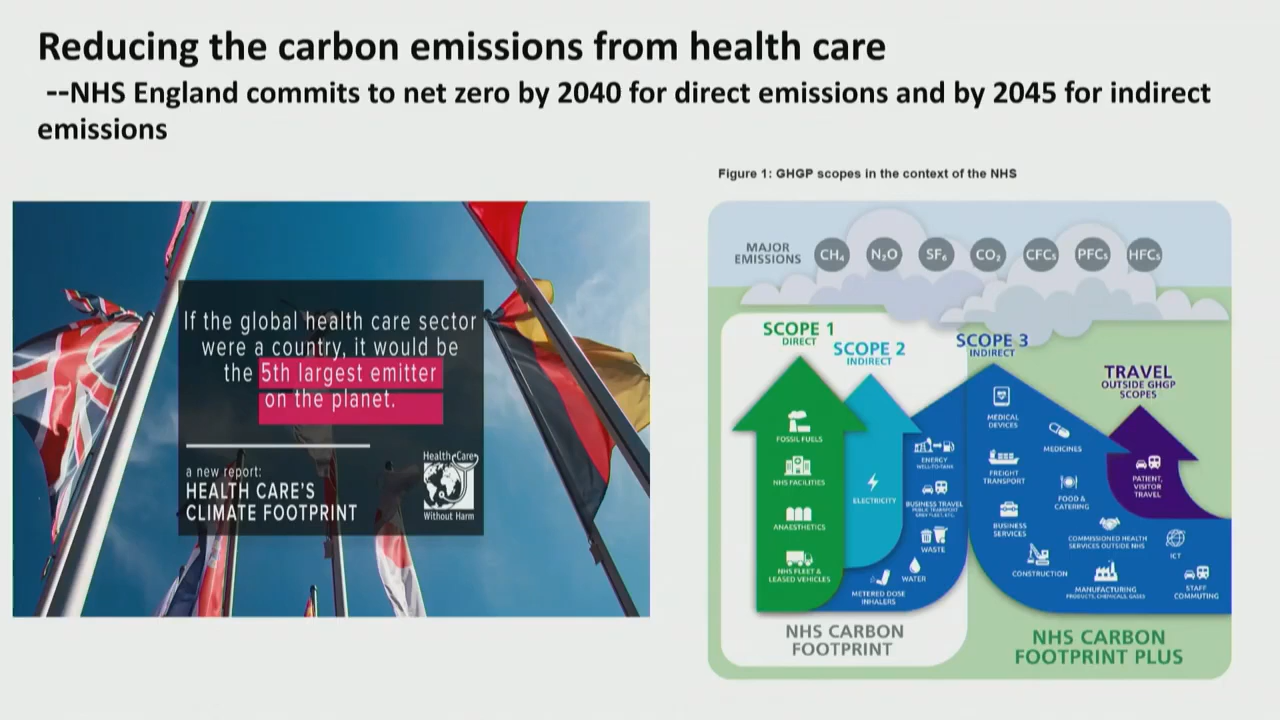 Reducing the carbon emissions from health care
--NHS England commits to net zero by 2040 for direct emissions and by 2045 for indirect
emissions
If the global health care sector
were a country, it would be
the 5th largest emitter
on the planet.
a new report:
HEALTH CARE'S
CLIMATE FOOTPRINT
Health Care
Without Harm
Figure 1: GHGP scopes in the context of the NHS
MAJOR
EMISSIONS
CH₄
N₂O
SF₆
CO₂
CFCs
PFCs
HFCs
SCOPE 1
DIRECT
FOSSIL FUELS
NHS FACILITIES
ANAESTHETICS
NHS FLEET &
LEASED VEHICLES
SCOPE 2
INDIRECT
ELECTRICITY
SCOPE 3
INDIRECT
ENERGY
WELL-TO-TANK
BUSINESS TRAVEL
WASTE
WATER
METERED DOSE
INHALERS
MEDICAL
DEVICES
MEDICINES
FREIGHT
TRANSPORT
FOOD &
CATERING
BUSINESS
SERVICES
COMMISSIONED HEALTH
SERVICES OUTSIDE NHS
ICT
CONSTRUCTION
MANUFACTURING
PRODUCTS, CHEMICALS, GASES
STAFF
COMMUTING
TRAVEL
OUTSIDE GHGP
SCOPES
PATIENT,
VISITOR
TRAVEL
NHS CARBON
FOOTPRINT
NHS CARBON
FOOTPRINT PLUS